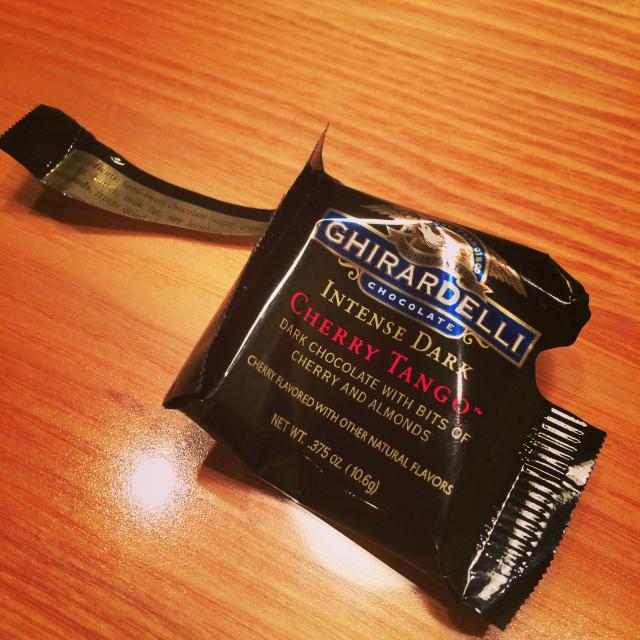 GHIRARDELLI
CHOCOLATE
INTENSE DARK
CHERRY TANGO™
DARK CHOCOLATE WITH BITS OF
CHERRY AND ALMONDS
CHERRY FLAVORED WITH OTHER NATURAL FLAVORS
NET WT. .375 OZ. (10.6g)